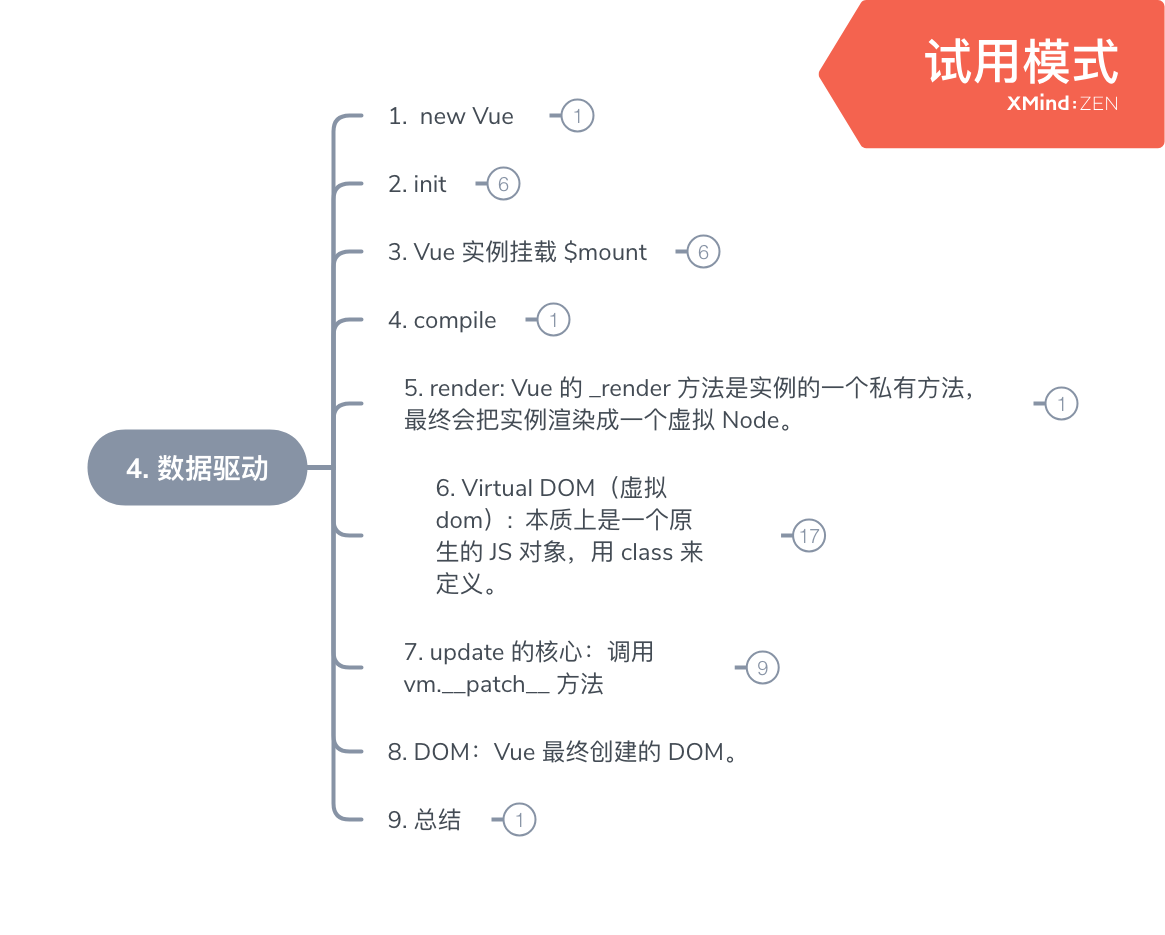 试用模式
XMind:ZEN
1. new Vue
1
2. init
6
3. Vue 实例挂载 $mount
6
4. compile
1
5. render: Vue 的 _render 方法是实例的一个私有方法，
最终会把实例渲染成一个虚拟 Node。
1
4. 数据驱动
6. Virtual DOM（虚拟
dom）：本质上是一个原
生的 JS 对象，用 class 来
定义。
17
7. update 的核心：调用
vm.__patch__ 方法
9
8. DOM：Vue 最终创建的 DOM。
9. 总结
1